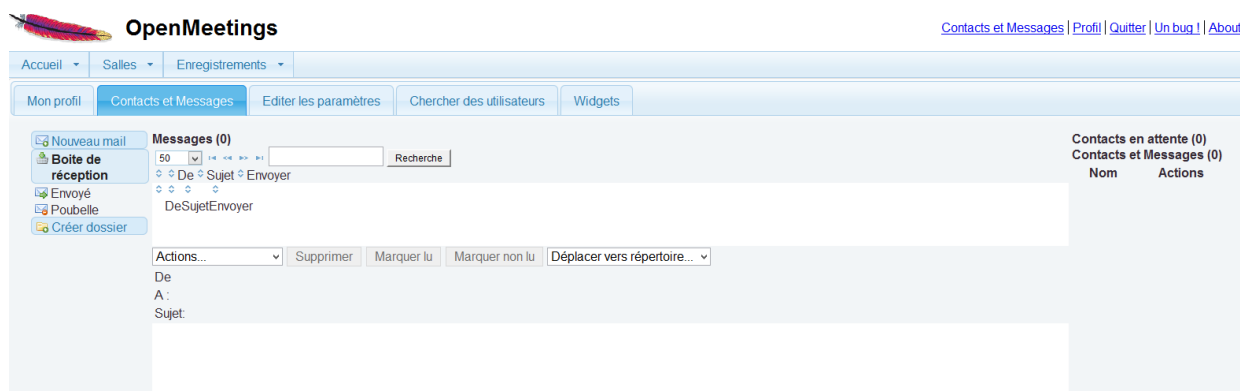 OpenMeetings
Contacts et Messages | Profil | Quitter | Un bug ! | About
Accueil Salles Enregistrements
Mon profil Contacts et Messages Editer les paramètres Chercher des utilisateurs Widgets
Nouveau mail
Boite de
réception
Envoyé
Poubelle
Créer dossier
Messages (0)
50 Recherche
De Sujet Envoyer
DeSujetEnvoyer
Actions... Supprimer Marquer lu Marquer non lu Déplacer vers répertoire...
De
A :
Sujet:
Contacts en attente (0)
Contacts et Messages (0)
Nom Actions